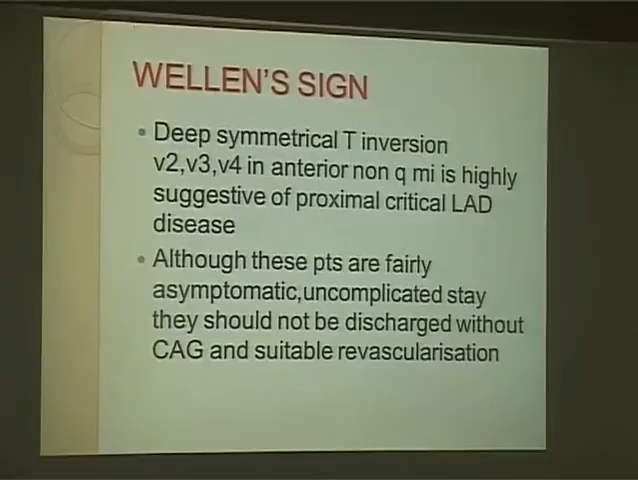 WELLEN'S SIGN
• Deep symmetrical T inversion
v2,v3,v4 in anterior non q mi is highly
suggestive of proximal critical LAD
disease
• Although these pts are fairly
asymptomatic,uncomplicated stay
they should not be discharged without
CAG and suitable revascularisation